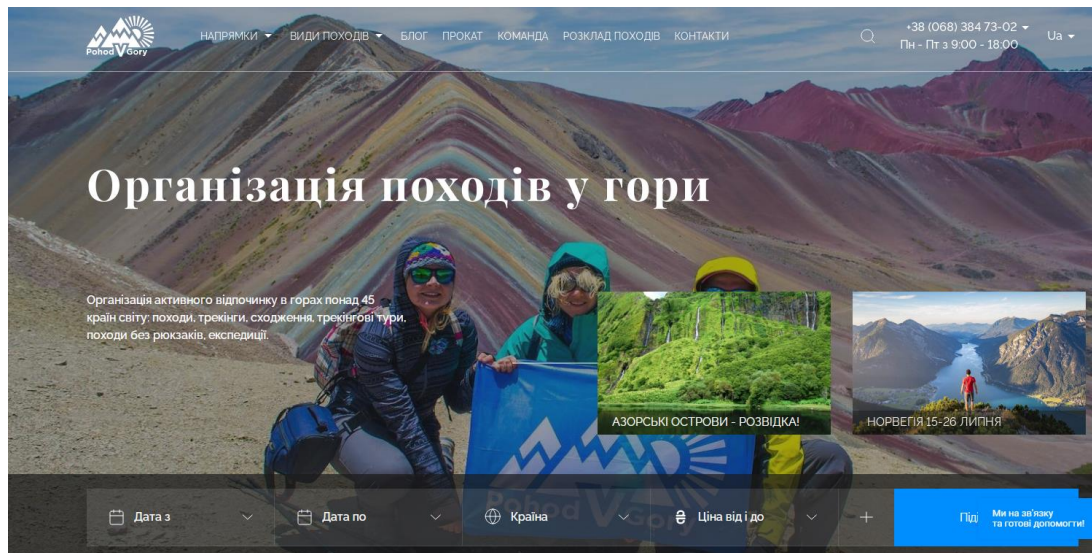 Pohod V Gory
НАПРЯМКИ
ВИДИ ПОХОДІВ
БЛОГ
ПРОКАТ
КОМАНДА
РОЗКЛАД ПОХОДІВ
КОНТАКТИ
+38 (068) 384 73-02
Пн - Пт з 9:00 - 18:00
Ua
Організація походів у гори
Організація активного відпочинку в горах понад 45
країн світу: походи, трекінги, сходження, трекінгові тури,
походи без рюкзаків, експедиції.
АЗОРСЬКІ ОСТРОВИ - РОЗВІДКА!
НОРВЕГІЯ 15-26 ЛИПНЯ
Pohod V Gory
Дата з
Дата по
Країна
₴ Ціна від і до
Ми на зв'язку
та готові допомогти!